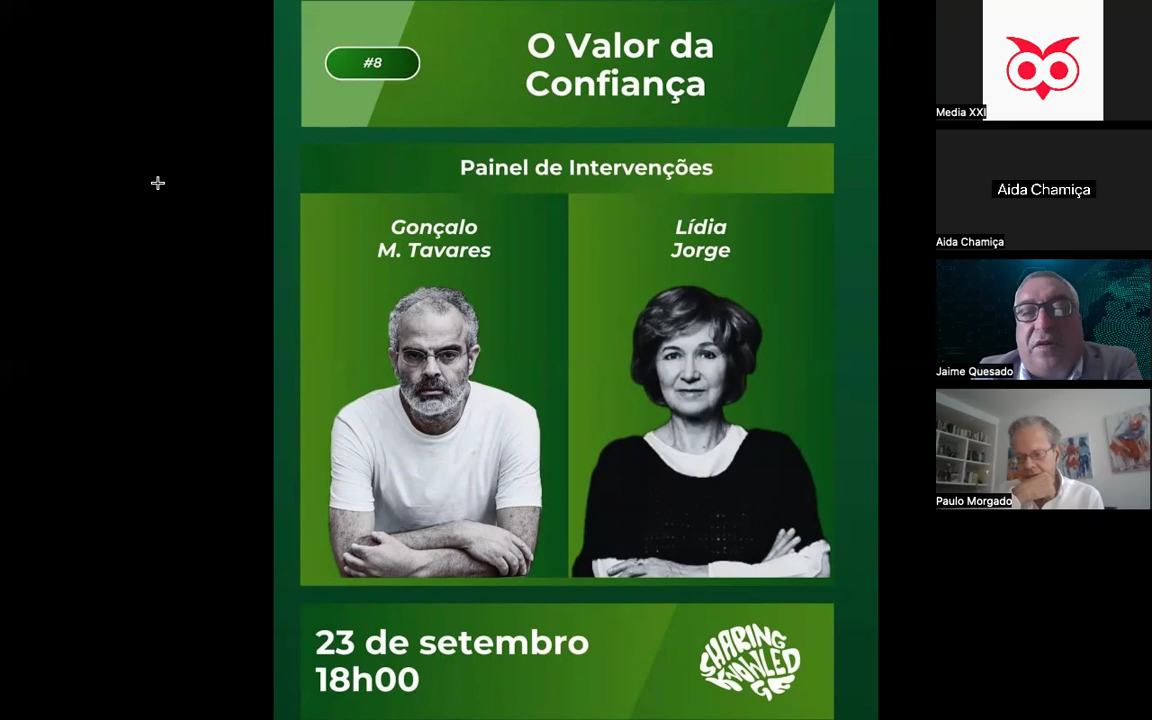 #8
O Valor da
Confiança
Painel de Intervenções
Gonçalo
M. Tavares
Lídia
Jorge
23 de setembro
18h00
SHARING
KNOWLED
GE
Media XXI
Aida Chamiça
Aida Chamiça
Jaime Quesado
Paulo Morgado